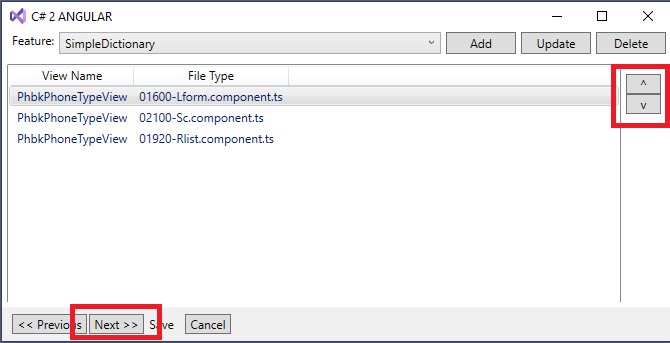 C# 2 ANGULAR
Feature: SimpleDictionary Add Update Delete
View Name File Type
PhbkPhoneTypeView 01600-Lform.component.ts
PhbkPhoneTypeView 02100-Sc.component.ts
PhbkPhoneTypeView 01920-Rlist.component.ts
^
v
<< Previous Next >> Save Cancel